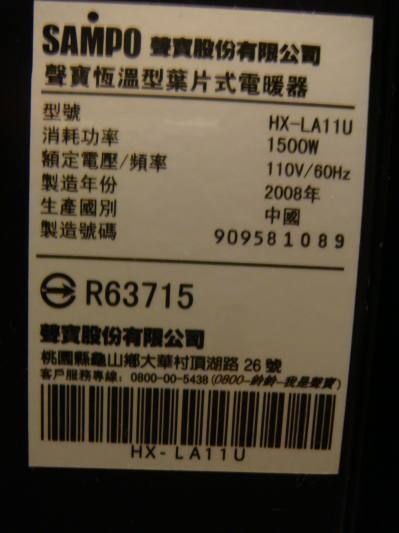 SAMPO 聲寶股份有限公司
聲寶恆溫型葉片式電暖器
型號 HX-LA11U
消耗功率 1500W
額定電壓/頻率 110V/60Hz
製造年份 2008年
生產國別 中國
製造號碼 909581089
R63715
聲寶股份有限公司
桃園縣龜山鄉大華村頂湖路 26 號
客戶服務專線: 0800-00-5438(0800-鈴鈴-我是聲寶)
HX-LA11U